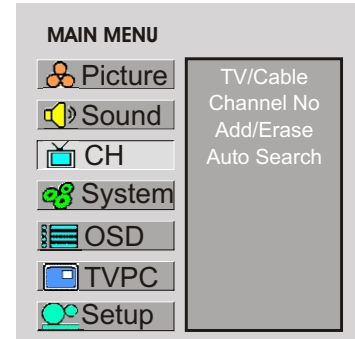 MAIN MENU
Picture
Sound
CH
System
OSD
TVPC
Setup
TV/Cable
Channel No
Add/Erase
Auto Search